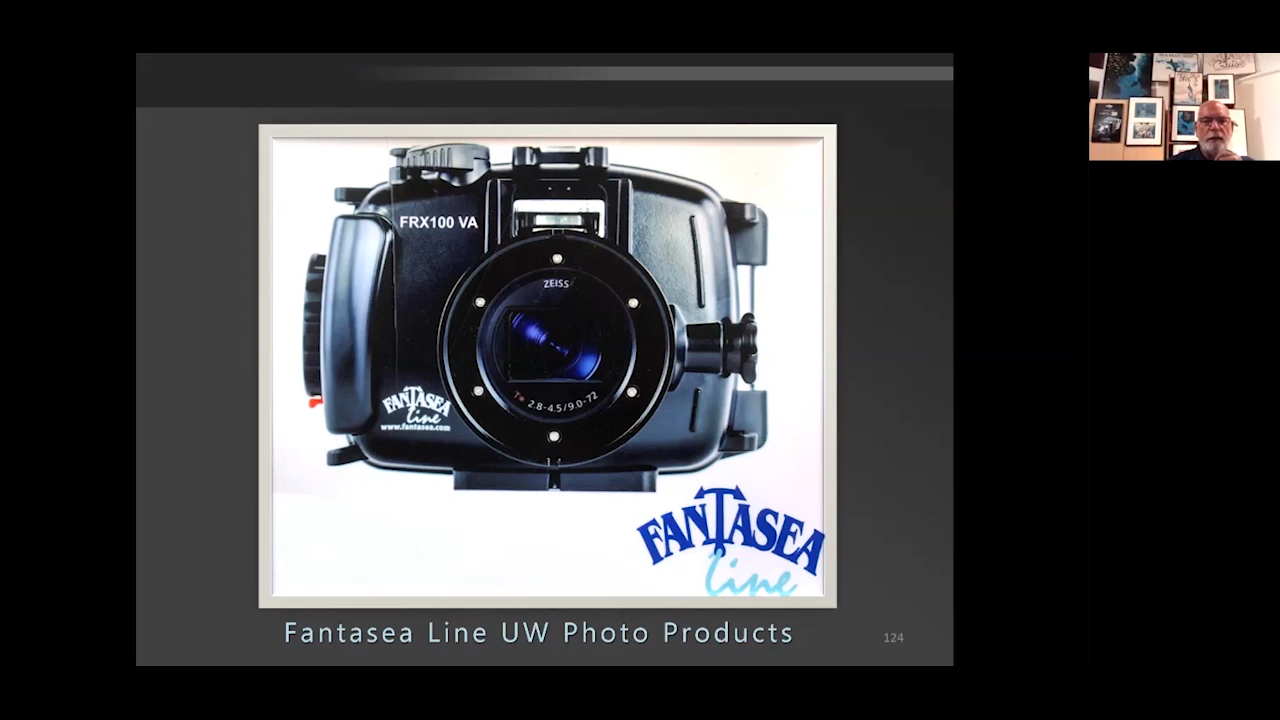 FRX100 VA
ZEISS
T* 2.8-4.5/9.0-72
FANTASEA
line
www.fantasea.com
FANTASEA
line
Fantasea Line UW Photo Products
124